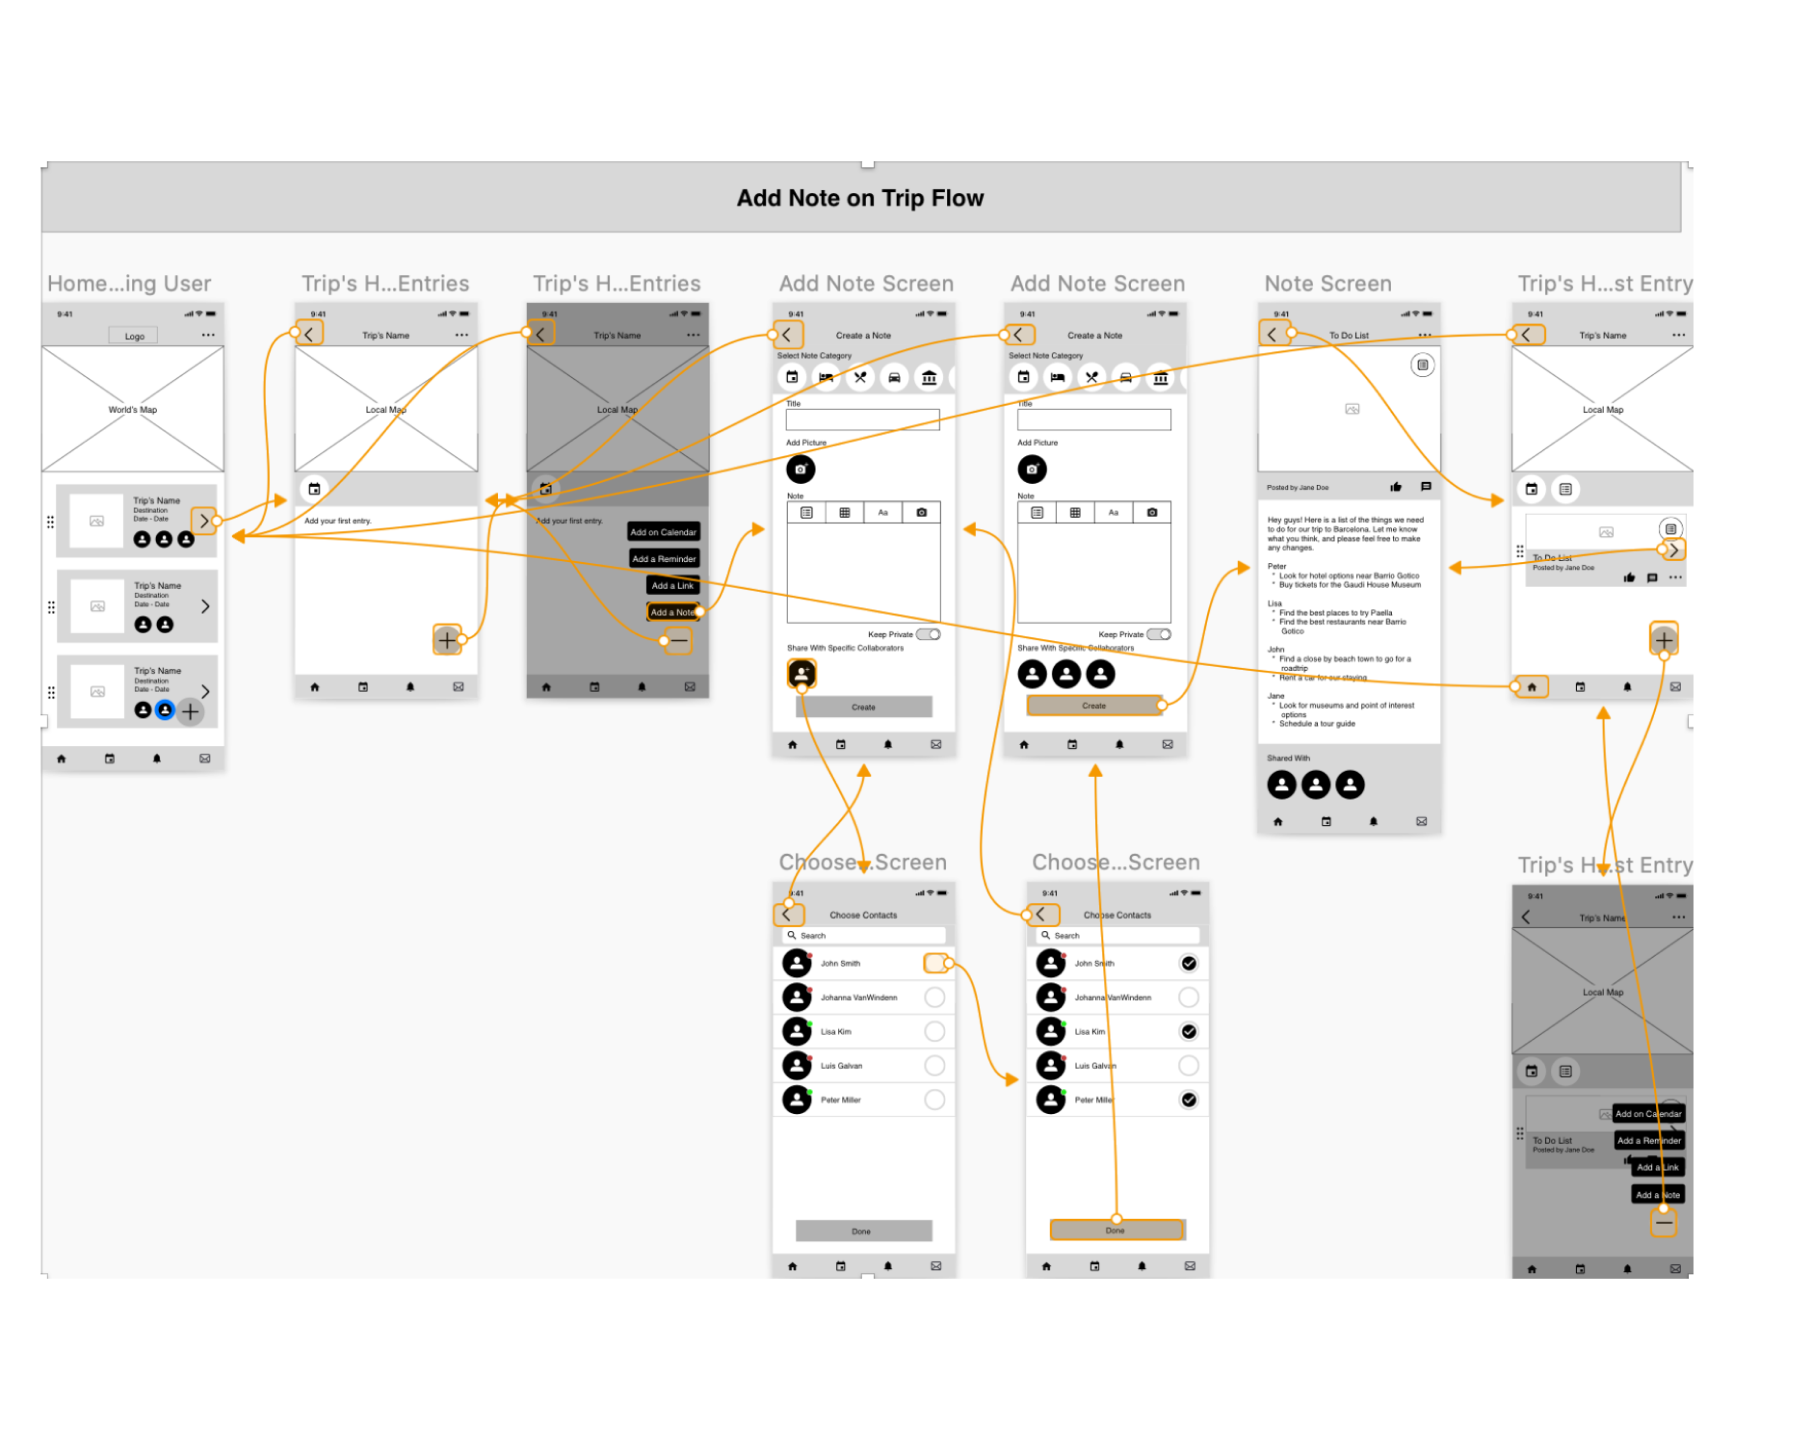 Add Note on Trip Flow
Home...ing User
9:41
Logo
World's Map
Trip's Name
Destination
Date - Date
Trip's Name
Destination
Date - Date
Trip's Name
Destination
Date - Date
Trip's H...Entries
9:41
Trip's Name
Local Map
Add your first entry.
Trip's H...Entries
9:41
Trip's Name
Local Map
Add your first entry.
Add on Calendar
Add a Reminder
Add a Link
Add a Note
Add Note Screen
9:41
Create a Note
Select Note Category
Title
Add Picture
Note
Aa
Keep Private
Share With Specific Collaborators
Create
Add Note Screen
9:41
Create a Note
Select Note Category
Title
Add Picture
Note
Aa
Keep Private
Share With Specific Collaborators
Create
Note Screen
9:41
To Do List
Posted by Jane Doe
Hey guys! Here is a list of the things we need
to do for our trip to Barcelona. Let me know
what you think, and please feel free to make
any changes.
Peter
* Look for hotel options near Barrio Gotico
* Buy tickets for the Gaudi House Museum
Lisa
* Find the best places to try Paella
* Find the best restaurants near Barrio
Gotico
John
* Find a close by beach town to go for a
roadtrip
* Rent a car for our staying
Jane
* Look for museums and point of interest
options
* Schedule a tour guide
Shared With
Trip's H...st Entry
9:41
Trip's Name
Local Map
To Do List
Posted by Jane Doe
Choose...Screen
9:41
Choose Contacts
Search
John Smith
Johanna VanWindenn
Lisa Kim
Luis Galvan
Peter Miller
Done
Choose...Screen
9:41
Choose Contacts
Search
John Smith
Johanna VanWindenn
Lisa Kim
Luis Galvan
Peter Miller
Done
Trip's H...st Entry
9:41
Trip's Name
Local Map
To Do List
Posted by Jane Doe
Add on Calendar
Add a Reminder
Add a Link
Add a Note